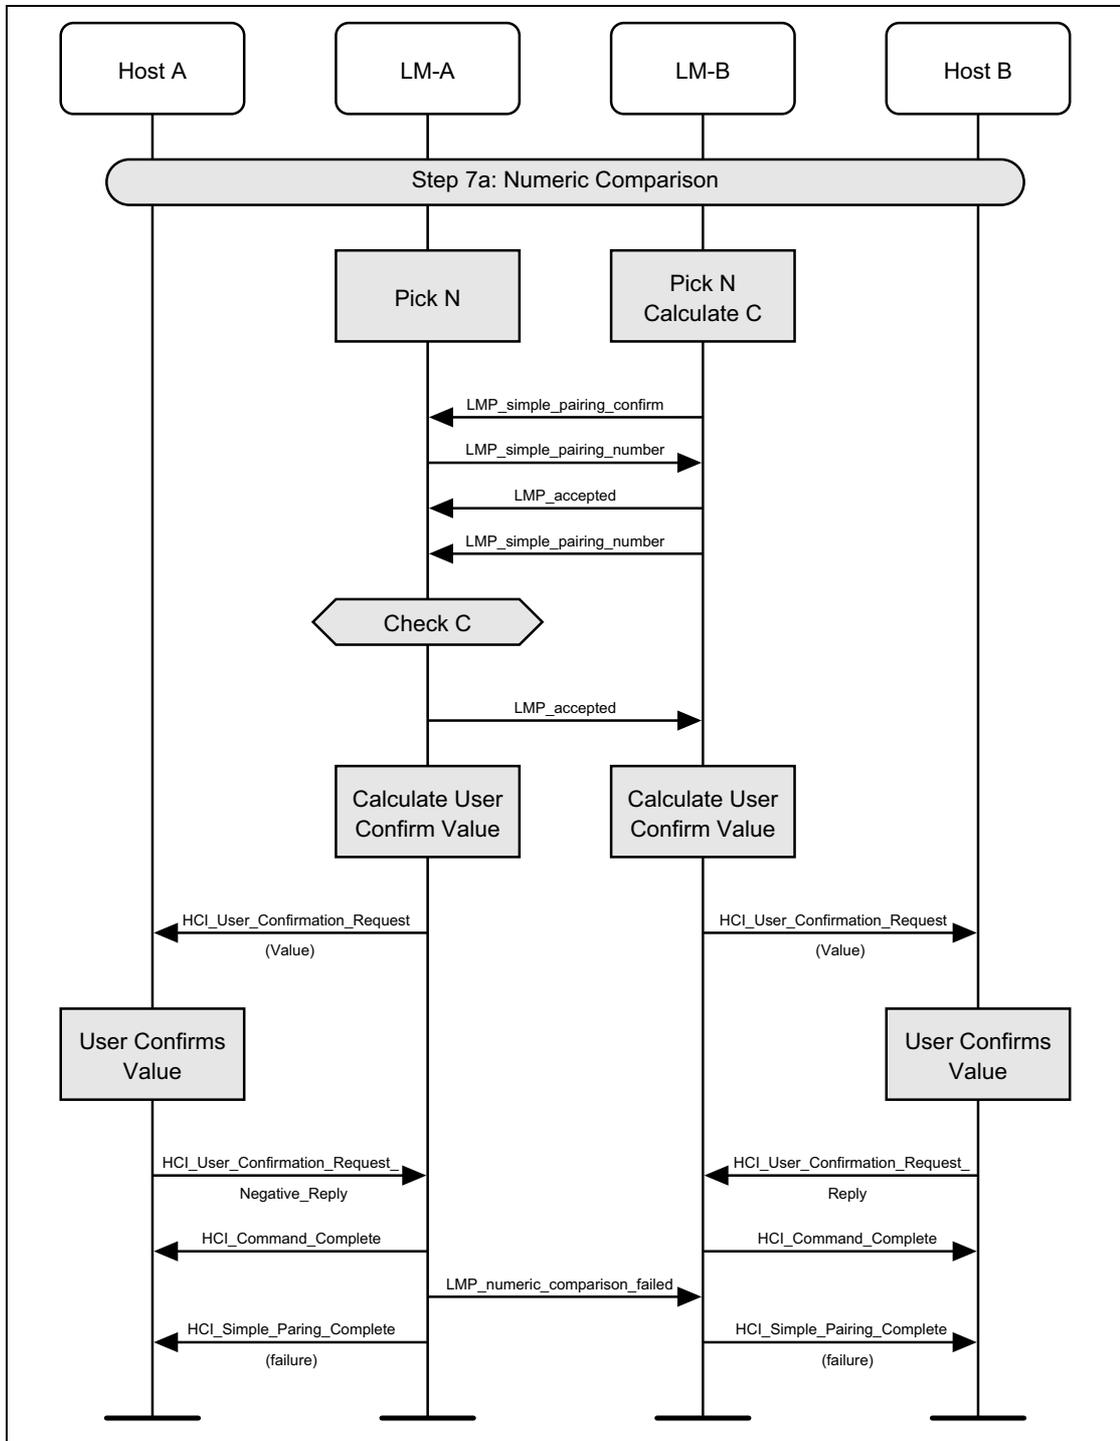 Host A
LM-A
LM-B
Host B
Step 7a: Numeric Comparison
Pick N
Pick N
Calculate C
LMP_simple_pairing_confirm
LMP_simple_pairing_number
LMP_accepted
LMP_simple_pairing_number
Check C
LMP_accepted
Calculate User
Confirm Value
Calculate User
Confirm Value
HCI_User_Confirmation_Request
(Value)
HCI_User_Confirmation_Request
(Value)
User Confirms
Value
User Confirms
Value
HCI_User_Confirmation_Request_
Negative_Reply
HCI_User_Confirmation_Request_
Reply
HCI_Command_Complete
HCI_Command_Complete
LMP_numeric_comparison_failed
HCI_Simple_Paring_Complete
(failure)
HCI_Simple_Pairing_Complete
(failure)